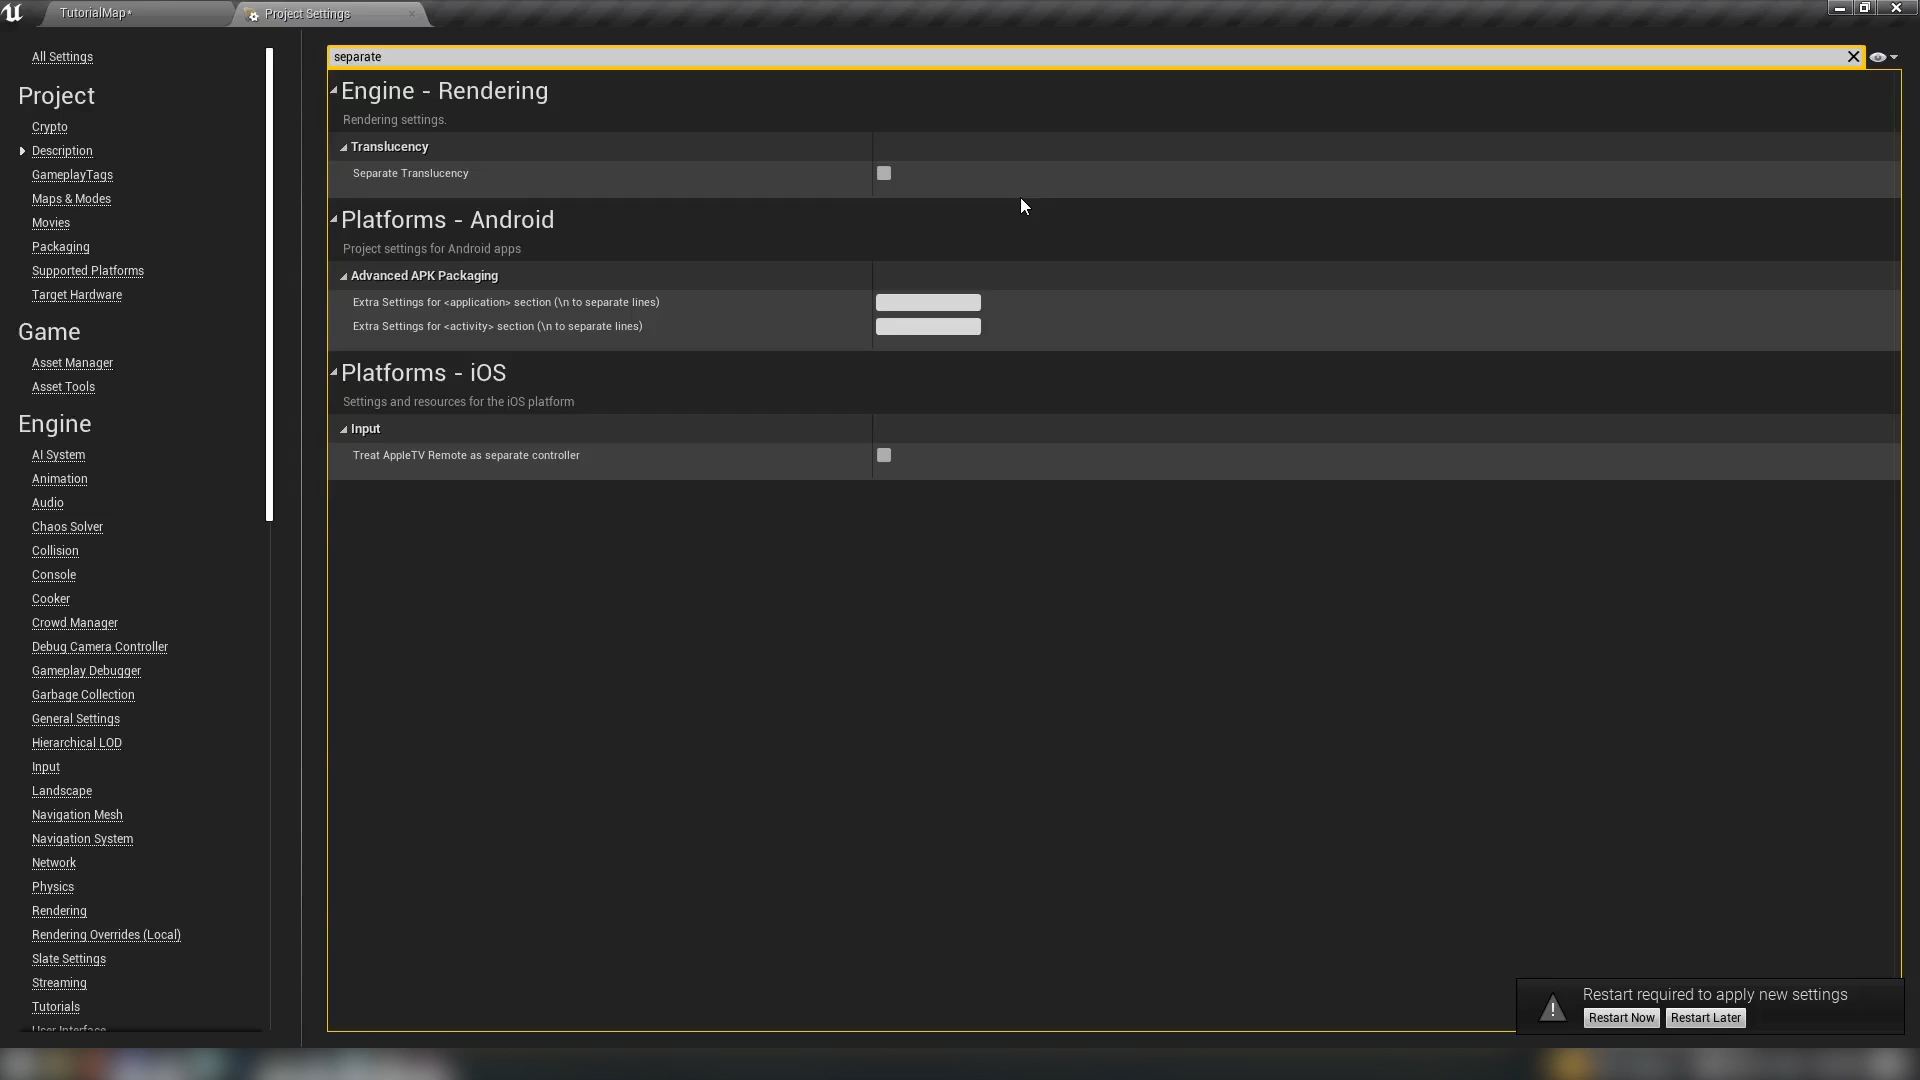 TutorialMap*
Project Settings
All Settings
Project
Crypto
Description
GameplayTags
Maps & Modes
Movies
Packaging
Supported Platforms
Target Hardware
Game
Asset Manager
Asset Tools
Engine
AI System
Animation
Audio
Chaos Solver
Collision
Console
Cooker
Crowd Manager
Debug Camera Controller
Gameplay Debugger
Garbage Collection
General Settings
Hierarchical LOD
Input
Landscape
Navigation Mesh
Navigation System
Network
Physics
Rendering
Rendering Overrides (Local)
Slate Settings
Streaming
Tutorials
User Interface
separate
Engine - Rendering
Rendering settings.
Translucency
Separate Translucency
Platforms - Android
Project settings for Android apps
Advanced APK Packaging
Extra Settings for <application> section (\n to separate lines)
Extra Settings for <activity> section (\n to separate lines)
Platforms - iOS
Settings and resources for the iOS platform
Input
Treat AppleTV Remote as separate controller
Restart required to apply new settings
Restart Now
Restart Later